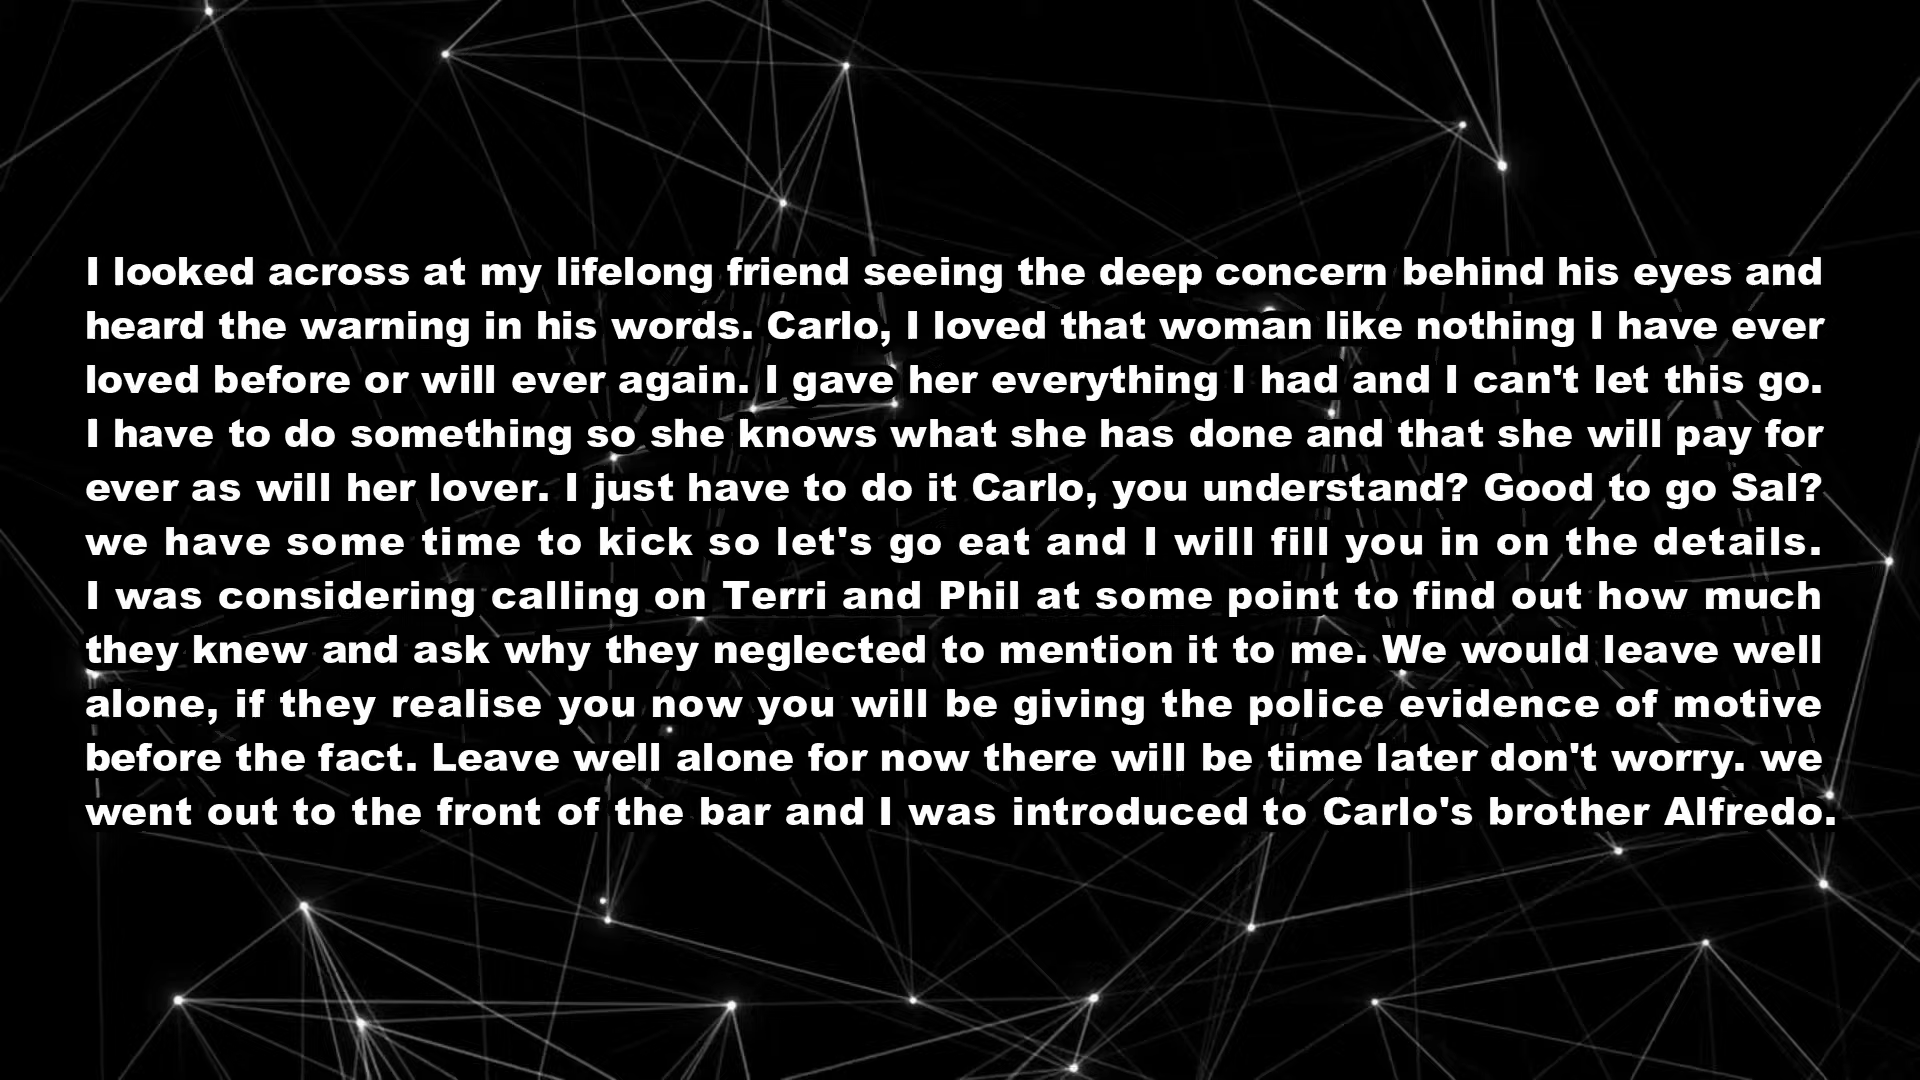 I looked across at my lifelong friend seeing the deep concern behind his eyes and
heard the warning in his words. Carlo, I loved that woman like nothing I have ever
loved before or will ever again. I gave her everything I had and I can't let this go.
I have to do something so she knows what she has done and that she will pay for
ever as will her lover. I just have to do it Carlo, you understand? Good to go Sal?
we have some time to kick so let's go eat and I will fill you in on the details.
I was considering calling on Terri and Phil at some point to find out how much
they knew and ask why they neglected to mention it to me. We would leave well
alone, if they realise you now you will be giving the police evidence of motive
before the fact. Leave well alone for now there will be time later don't worry. we
went out to the front of the bar and I was introduced to Carlo's brother Alfredo.